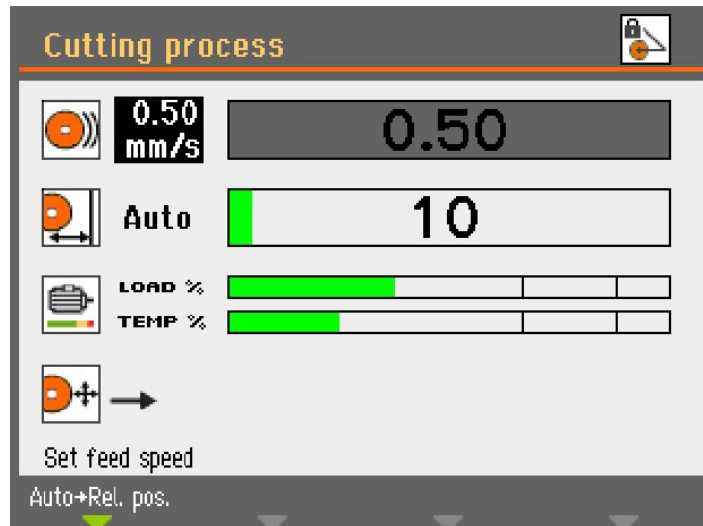 Cutting process
0.50
mm/s
0.50
Auto
10
LOAD %
TEMP %
Set feed speed
Auto→Rel. pos.